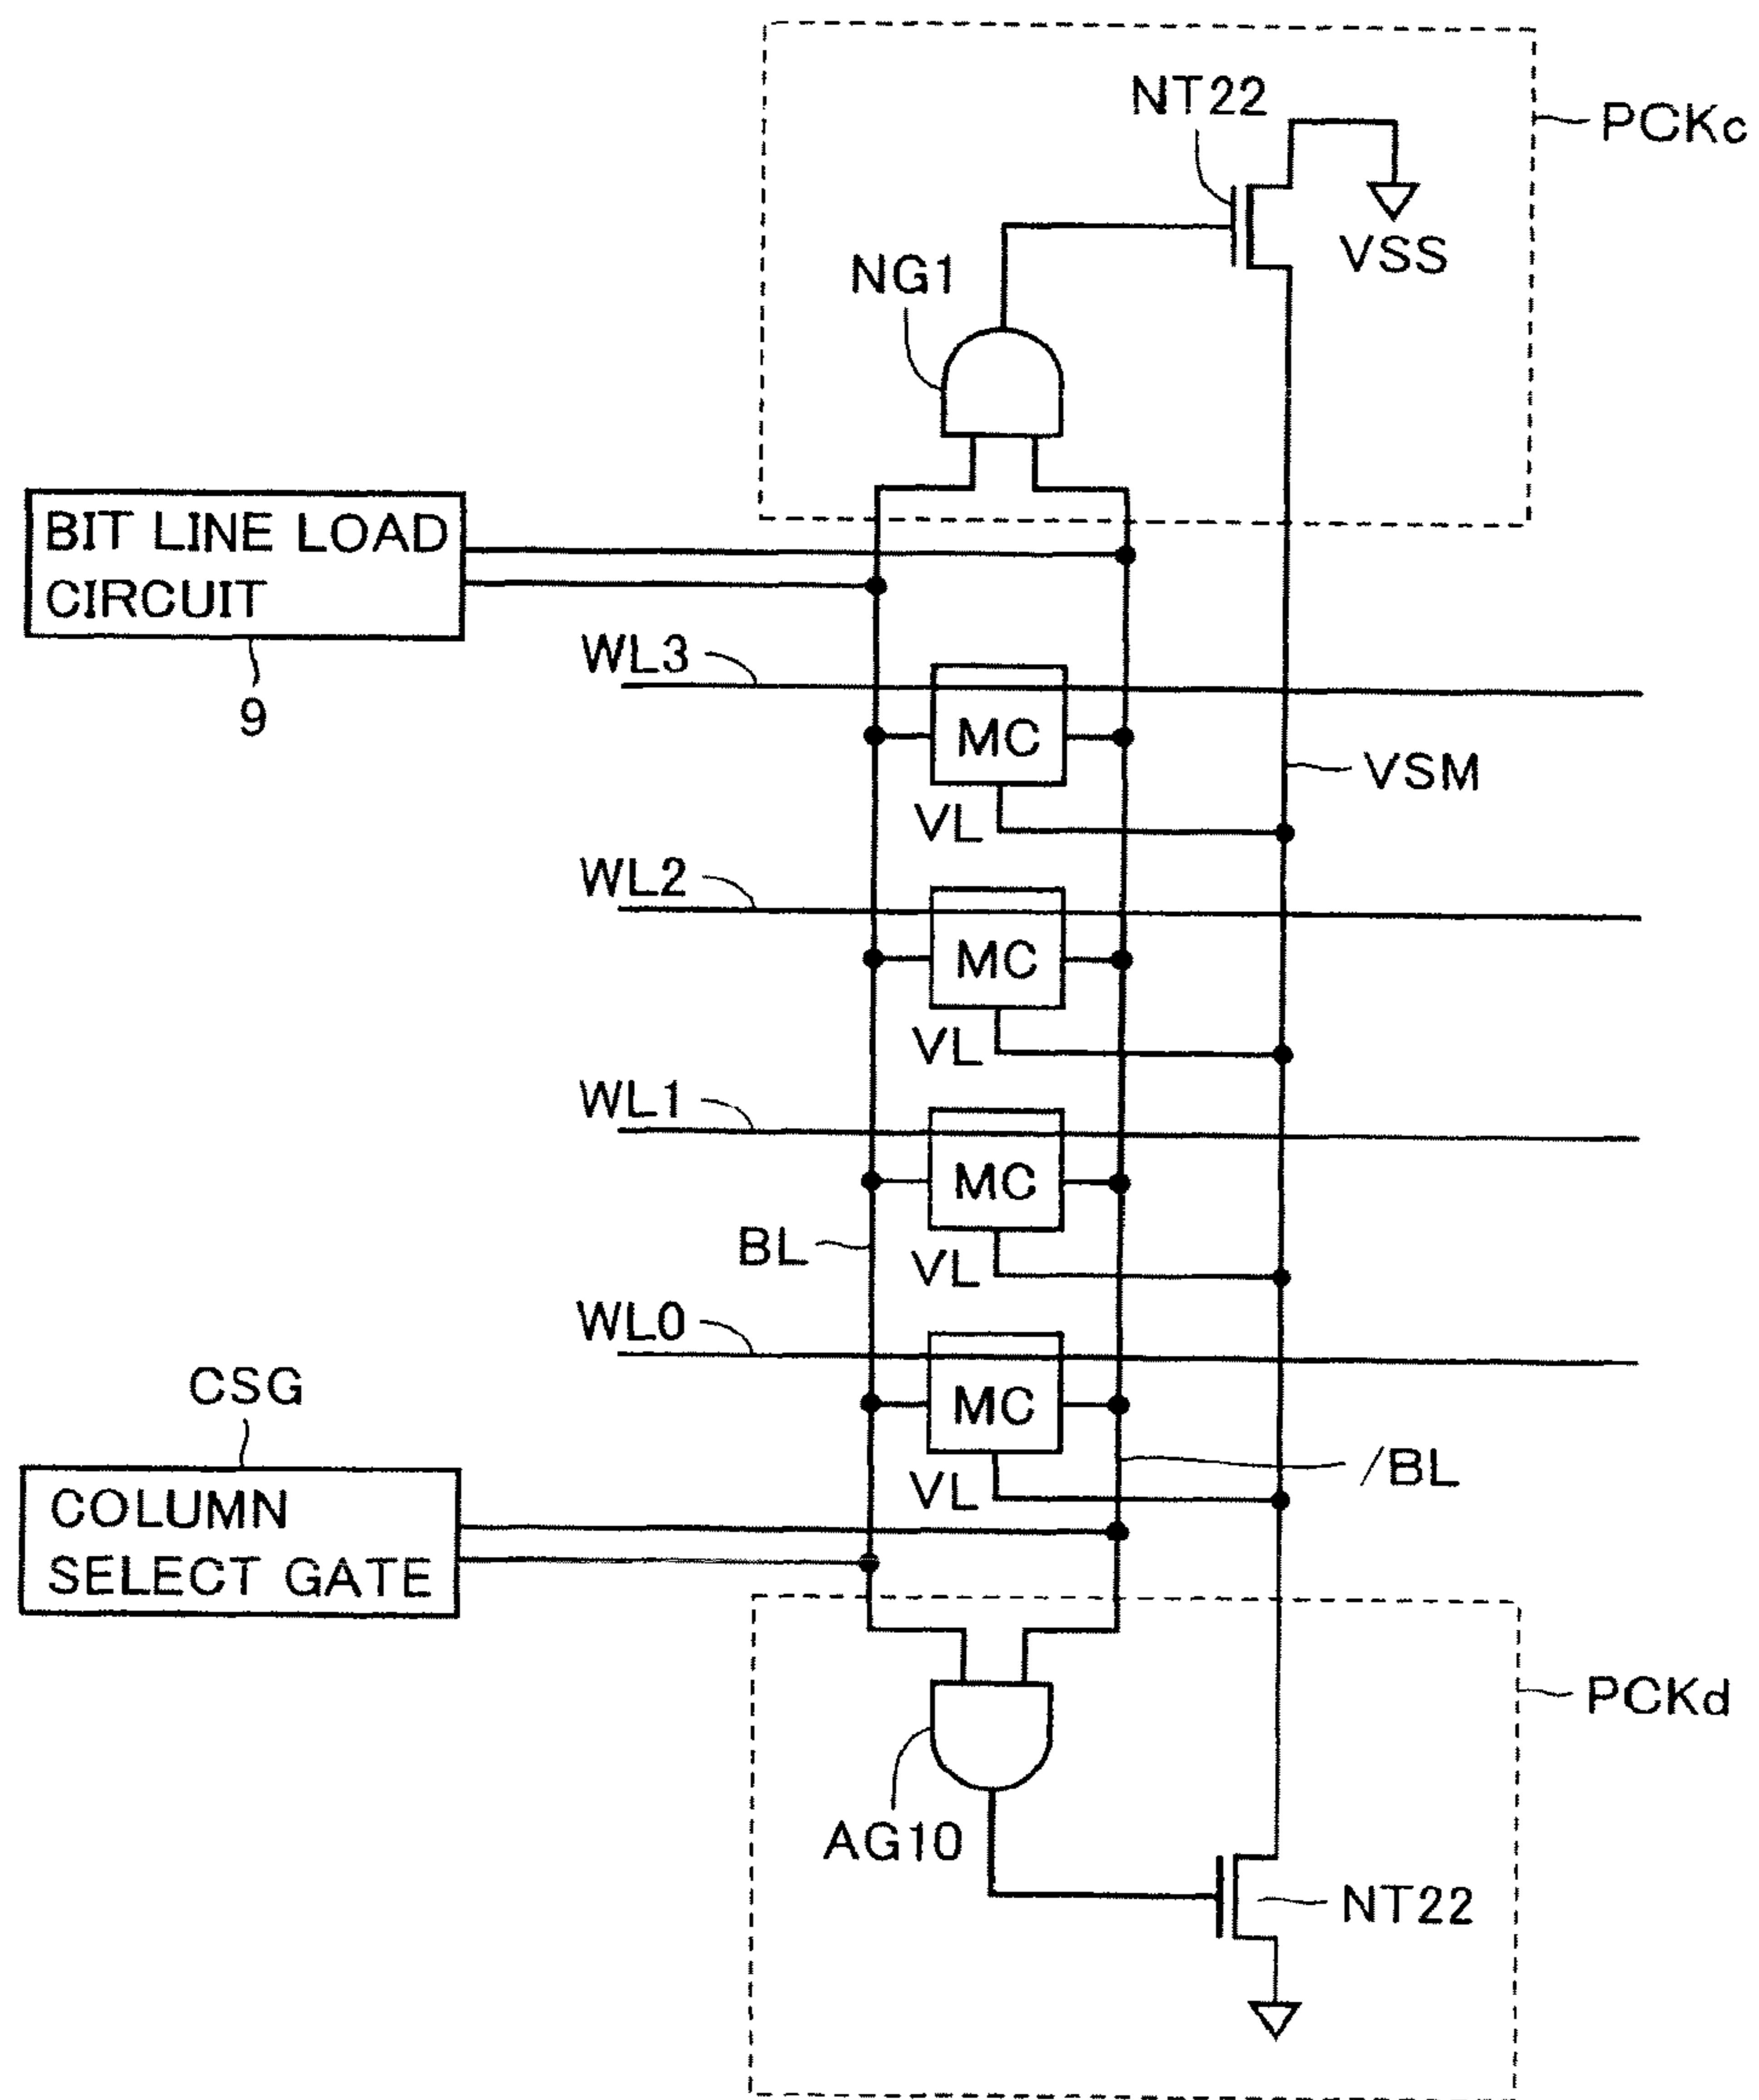 NT22
PCKc
VSS
NG1
BIT LINE LOAD
CIRCUIT
9
WL3
MC
VSM
VL
WL2
MC
VL
WL1
MC
BL
VL
WL0
CSG
MC
/BL
VL
COLUMN
SELECT GATE
PCKd
AG10
NT22